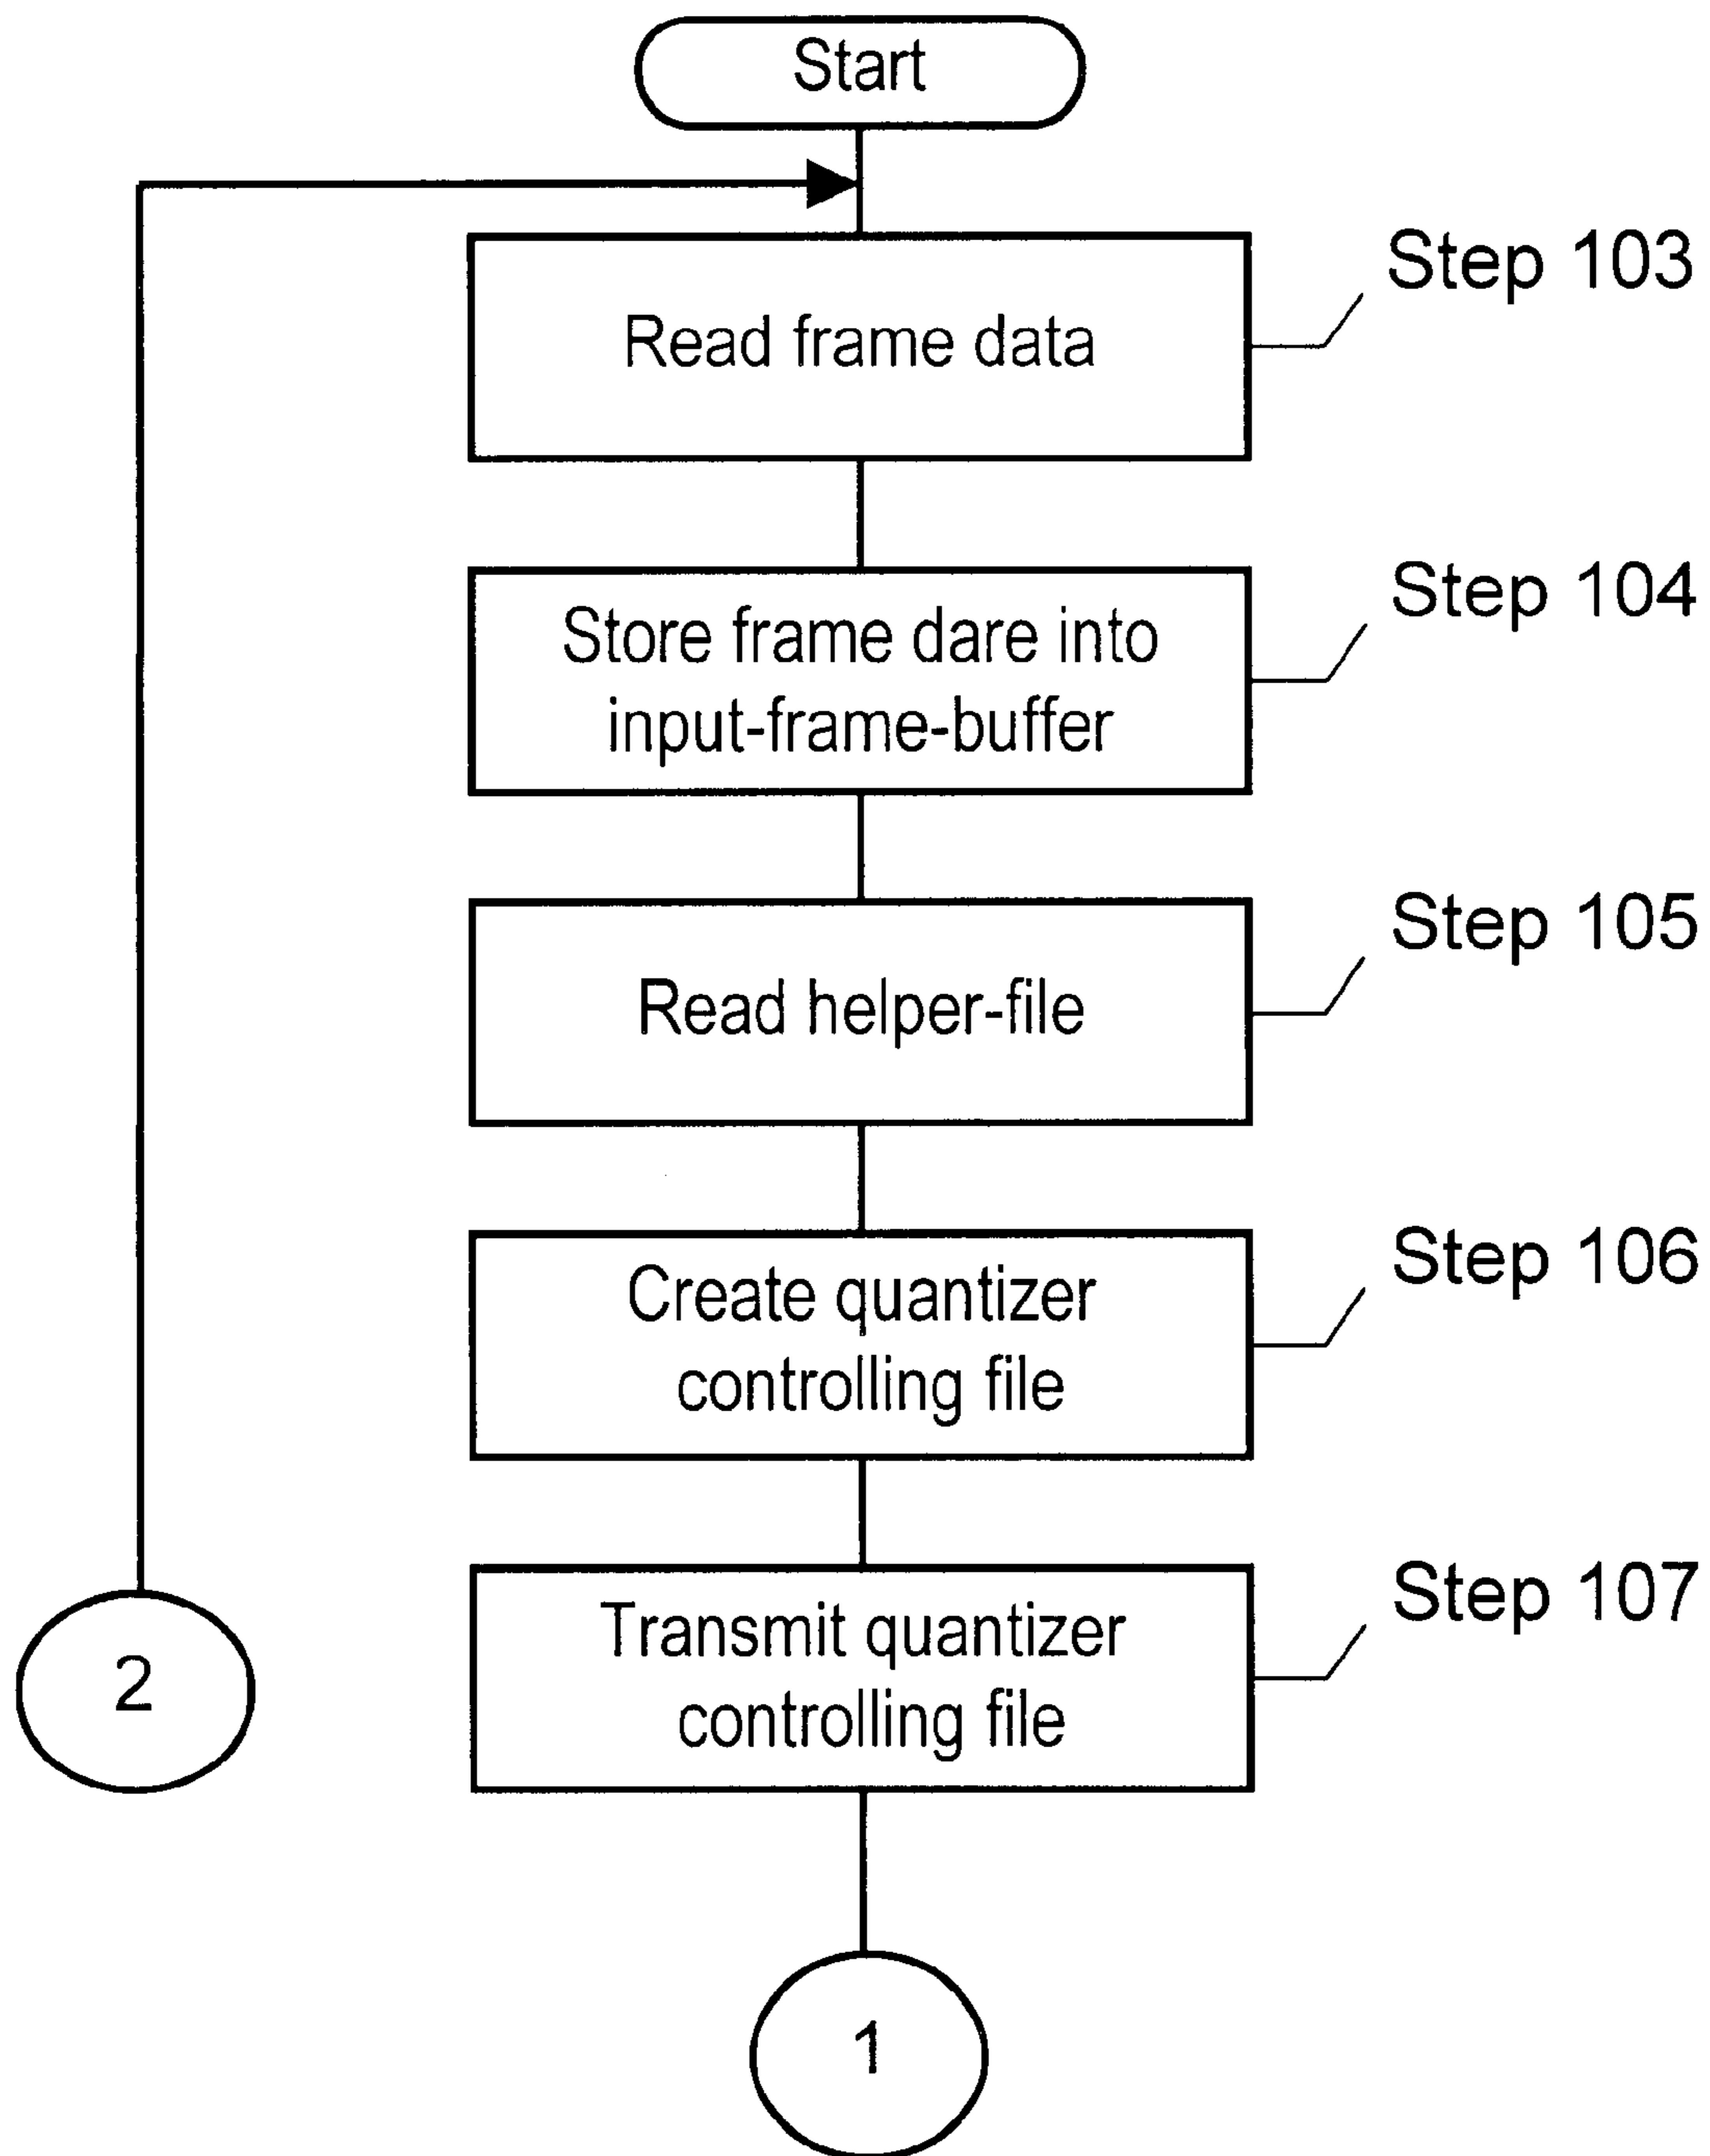 Start
Read frame data
Step 103
Store frame dare into
input-frame-buffer
Step 104
Read helper-file
Step 105
Create quantizer
controlling file
Step 106
Transmit quantizer
controlling file
Step 107
2
1